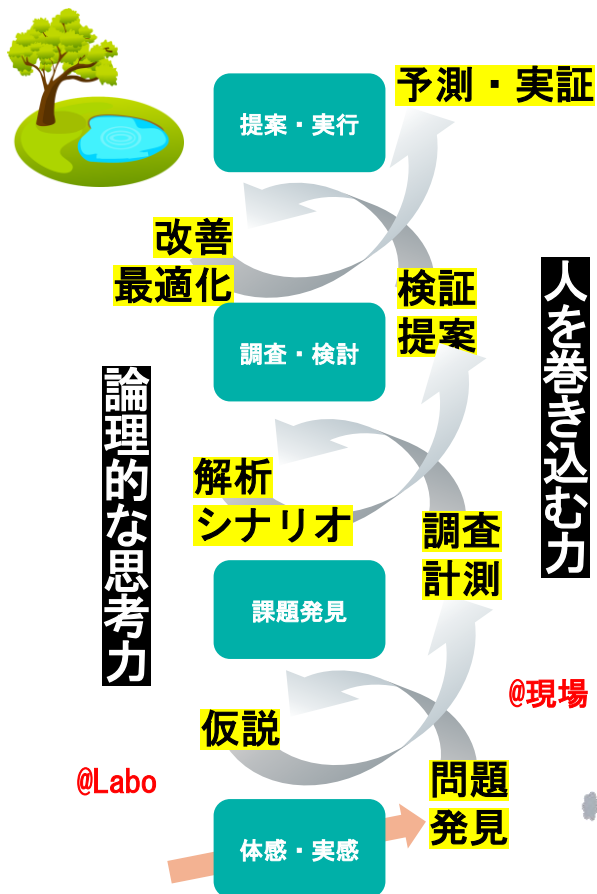 予測・実証
提案・実行
改善
最適化
検証
提案
人を巻き込む力
調査・検討
論理的な思考力
解析
シナリオ
調査
計測
課題発見
@現場
仮説
@Labo
問題
発見
体感・実感